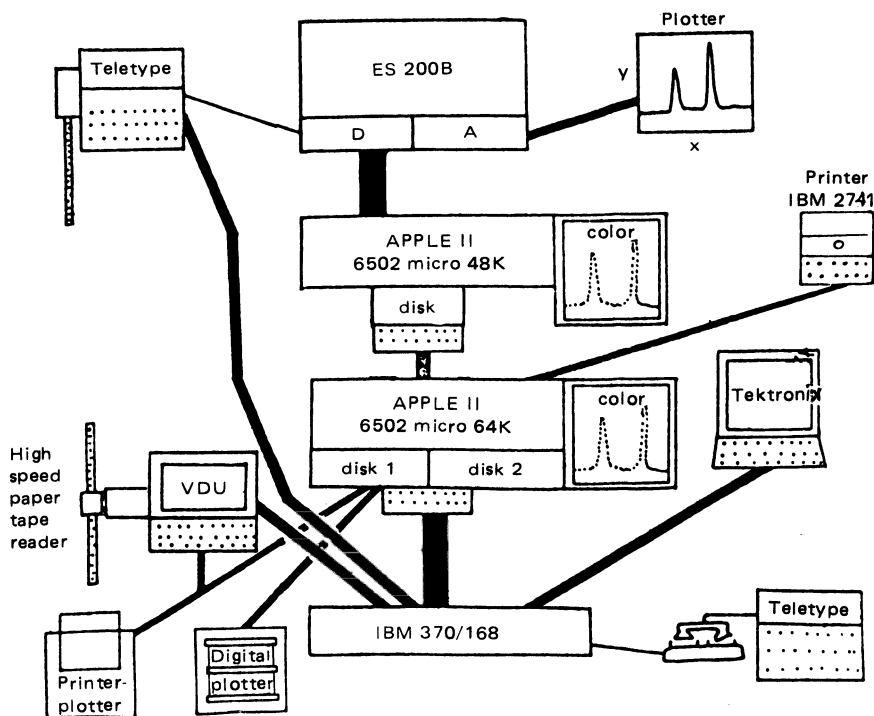 Plotter
Teletype
ES 200B
y
D
A
x
Printer
IBM 2741
APPLE II
6502 micro 48K
color
disk
APPLE II
6502 micro 64K
color
Tektronix
disk 1
disk 2
High
speed
paper
tape
reader
VDU
IBM 370/168
Teletype
Digital
plotter
Printer-
plotter